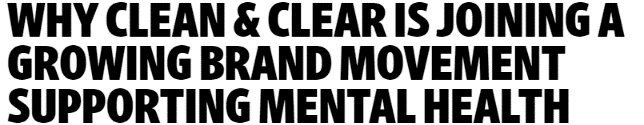 WHY CLEAN & CLEAR IS JOINING A
GROWING BRAND MOVEMENT
SUPPORTING MENTAL HEALTH